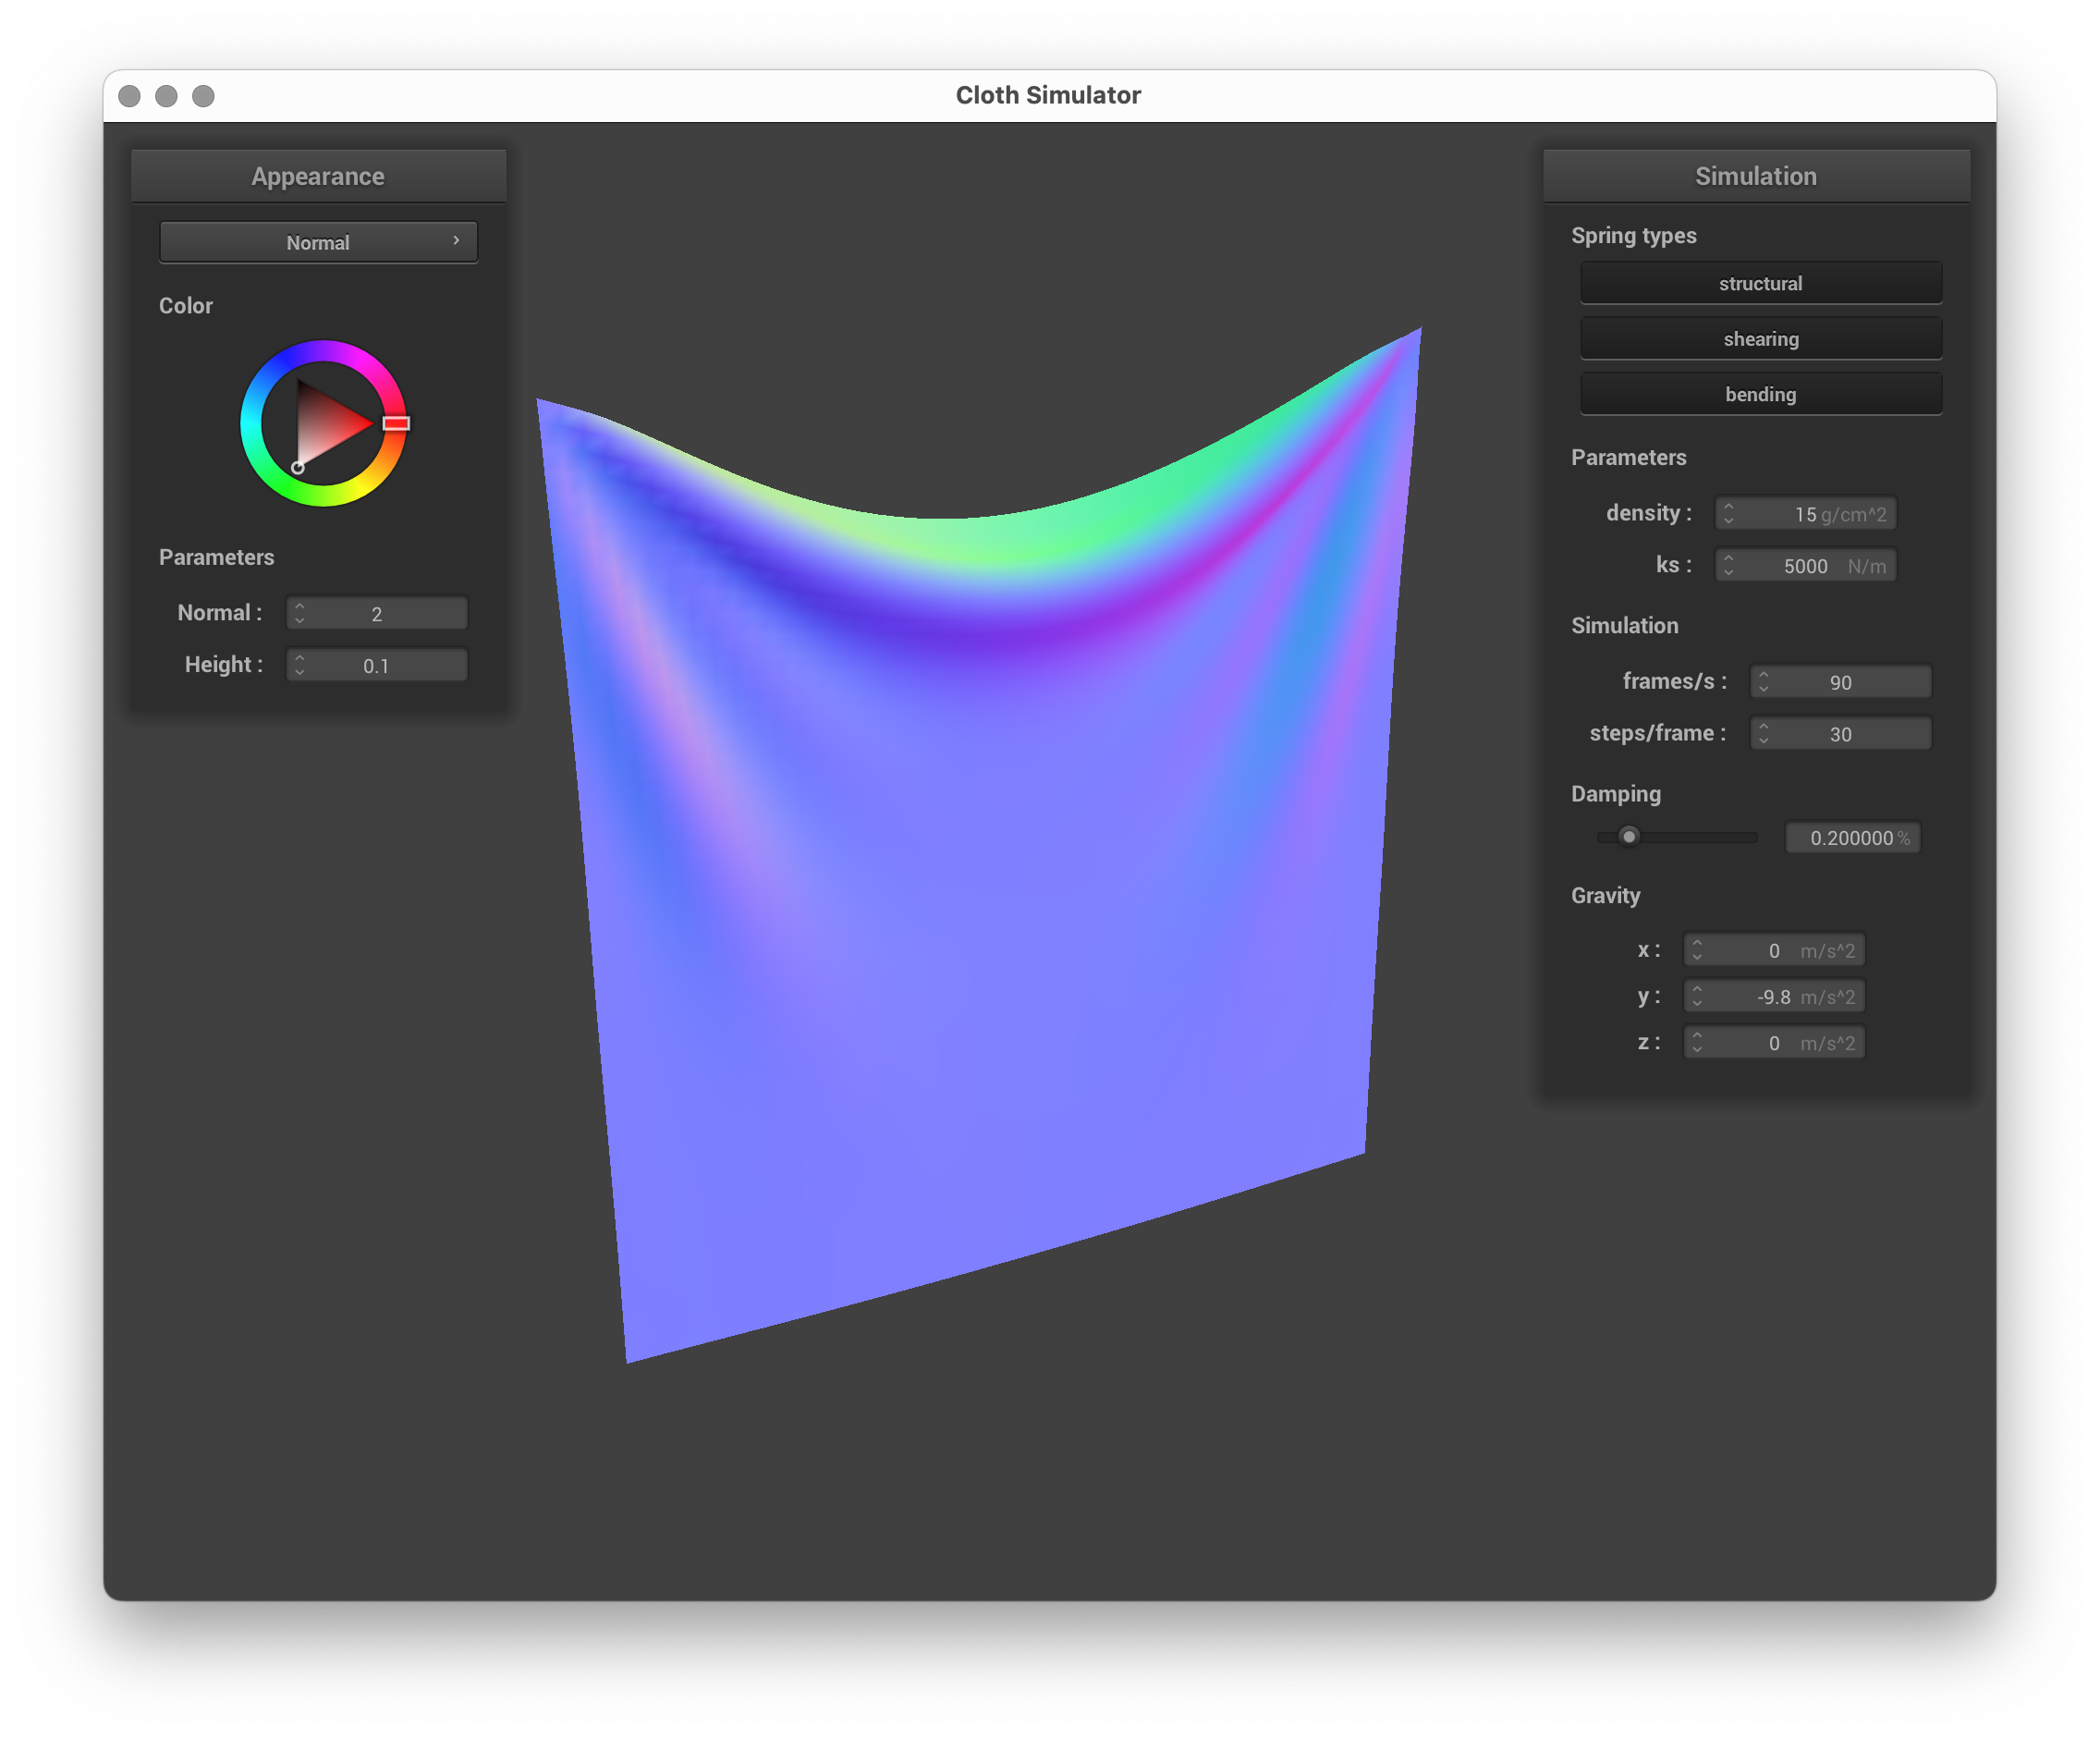 Cloth Simulator
Appearance
Normal
Color
Parameters
Normal : 2
Height : 0.1
Simulation
Spring types
structural
shearing
bending
Parameters
density : 15 g/cm^2
ks : 5000 N/m
Simulation
frames/s : 90
steps/frame : 30
Damping
0.200000 %
Gravity
x : 0 m/s^2
y : -9.8 m/s^2
z : 0 m/s^2